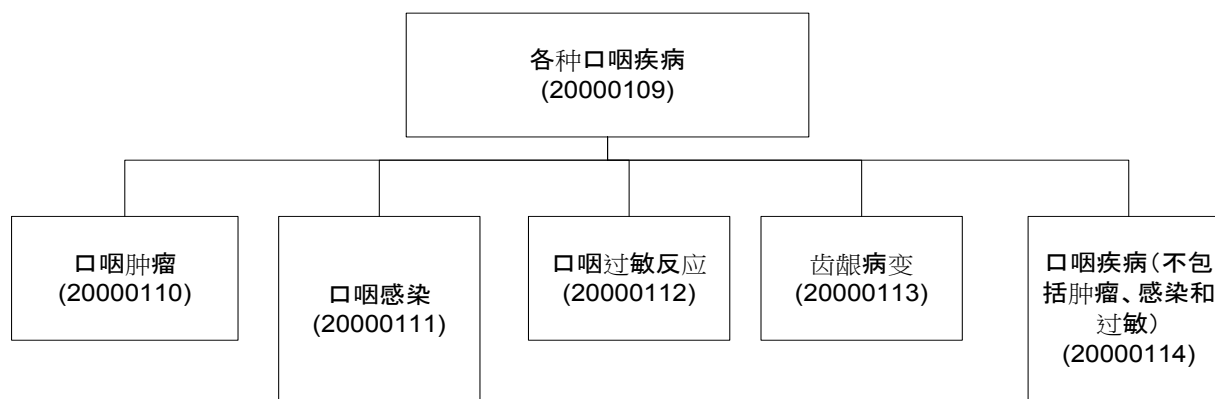 各种口咽疾病
(20000109)
口咽肿瘤
(20000110)
口咽感染
(20000111)
口咽过敏反应
(20000112)
齿龈病变
(20000113)
口咽疾病（不包
括肿瘤、感染和
过敏）
(20000114)